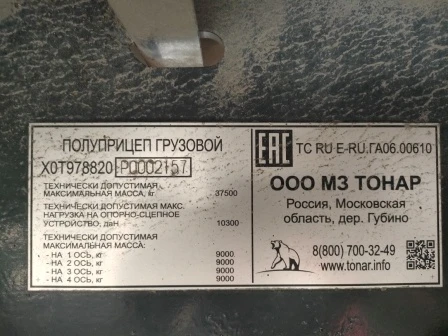 ПОЛУПРИЦЕП ГРУЗОВОЙ
X0T978820 P0002157
ТЕХНИЧЕСКИ ДОПУСТИМАЯ
МАКСИМАЛЬНАЯ МАССА, кг 37500
ТЕХНИЧЕСКИ ДОПУСТИМАЯ МАКС.
НАГРУЗКА НА ОПОРНО-СЦЕПНОЕ
УСТРОЙСТВО, даН 10300
ТЕХНИЧЕСКИ ДОПУСТИМАЯ
МАКСИМАЛЬНАЯ МАССА:
- НА 1 ОСЬ, кг 9000
- НА 2 ОСЬ, кг 9000
- НА 3 ОСЬ, кг 9000
- НА 4 ОСЬ, кг 9000
EAC ТС RU E-RU.ГА06.00610
ООО МЗ ТОНАР
Россия, Московская
область, дер. Губино
8(800) 700-32-49
www.tonar.info